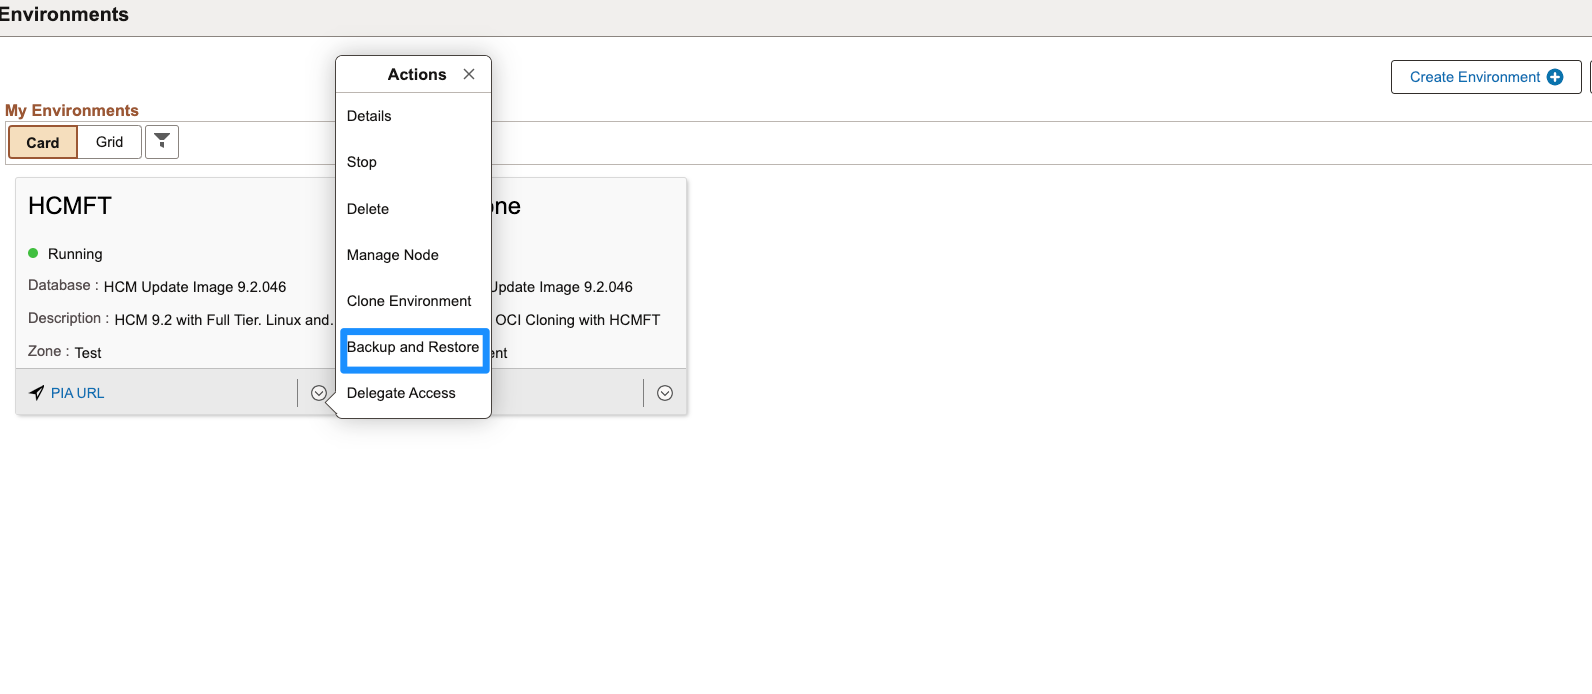 Environments
Create Environment
My Environments
Card
Grid
Actions
Details
Stop
Delete
Manage Node
Clone Environment
Backup and Restore
Delegate Access
HCMFT
Running
Database : HCM Update Image 9.2.046
Description : HCM 9.2 with Full Tier. Linux and.
Zone : Test
PIA URL
Update Image 9.2.046
OCI Cloning with HCMFT